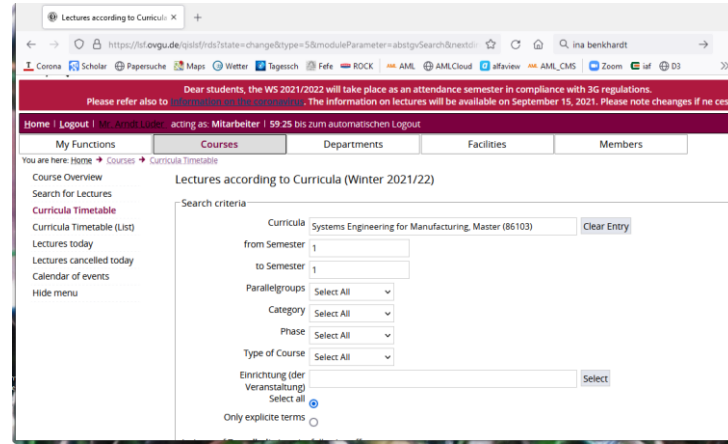 Lectures according to Curricula × +
https://lsf.ovgu.de/qislsf/rds?state=change&type=5&moduleParameter=abstgvSearch&nextdir
ina benkhardt
Corona Scholar Papersuche Maps Wetter Tagessch Fefe ROCK AML AMLCloud alfaview AML_CMS Zoom iaf D3 »
Dear students, the WS 2021/2022 will take place as an attendance semester in compliance with 3G regulations.
Please refer also to information on the coronavirus. The information on lectures will be available on September 15, 2021. Please note cheanges if ne ces
Home | Logout | Mr. Arndt Lüder acting as: Mitarbeiter | 59:25 bis zum automatischen Logout
My Functions Courses Departments Facilities Members
You are here: Home → Courses → Curricula Timetable
Course Overview
Search for Lectures
Curricula Timetable
Curricula Timetable (List)
Lectures today
Lectures cancelled today
Calendar of events
Hide menu
Lectures according to Curricula (Winter 2021/22)
Search criteria
Curricula Systems Engineering for Manufacturing, Master (86103) Clear Entry
from Semester 1
to Semester 1
Parallelgroups Select All
Category Select All
Phase Select All
Type of Course Select All
Einrichtung (der
Veranstaltung) Select
Select all
Only explicite terms